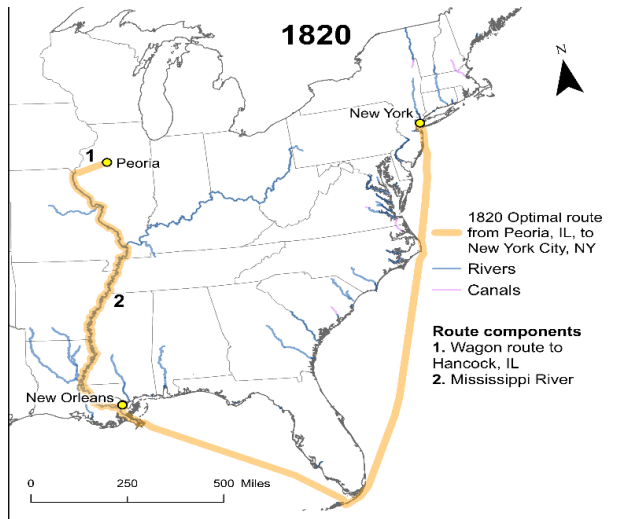 1820
N
New York
1
Peoria
1820 Optimal route
from Peoria, IL, to
New York City, NY
Rivers
Canals
2
Route components
1. Wagon route to
Hancock, IL
2. Mississippi River
New Orleans
0 250 500 Miles